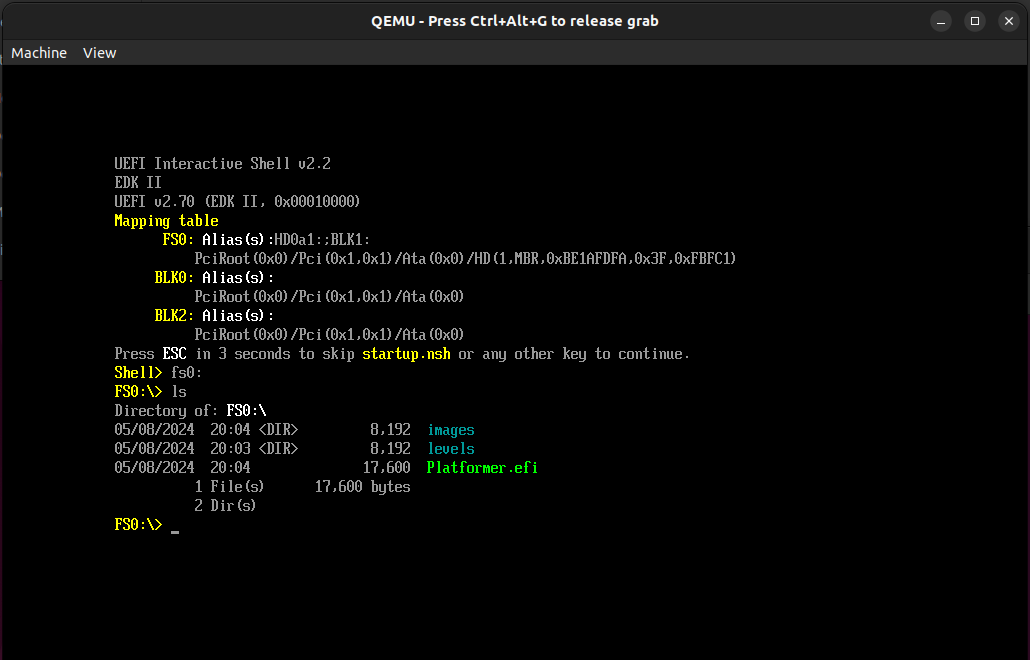 QEMU - Press Ctrl+Alt+G to release grab
Machine View
UEFI Interactive Shell v2.2
EDK II
UEFI v2.70 (EDK II, 0x00010000)
Mapping table
FS0: Alias(s):HD0a1:;BLK1:
PciRoot(0x0)/Pci(0x1,0x1)/Ata(0x0)/HD(1,MBR,0xBE1AFDFA,0x3F,0xFBFC1)
BLK0: Alias(s):
PciRoot(0x0)/Pci(0x1,0x1)/Ata(0x0)
BLK2: Alias(s):
PciRoot(0x0)/Pci(0x1,0x1)/Ata(0x0)
Press ESC in 3 seconds to skip startup.nsh or any other key to continue.
Shell> fs0:
FS0:\> ls
Directory of: FS0:\
05/08/2024 20:04 <DIR> 8,192 images
05/08/2024 20:03 <DIR> 8,192 levels
05/08/2024 20:04 17,600 Platformer.efi
1 File(s) 17,600 bytes
2 Dir(s)
FS0:\> _